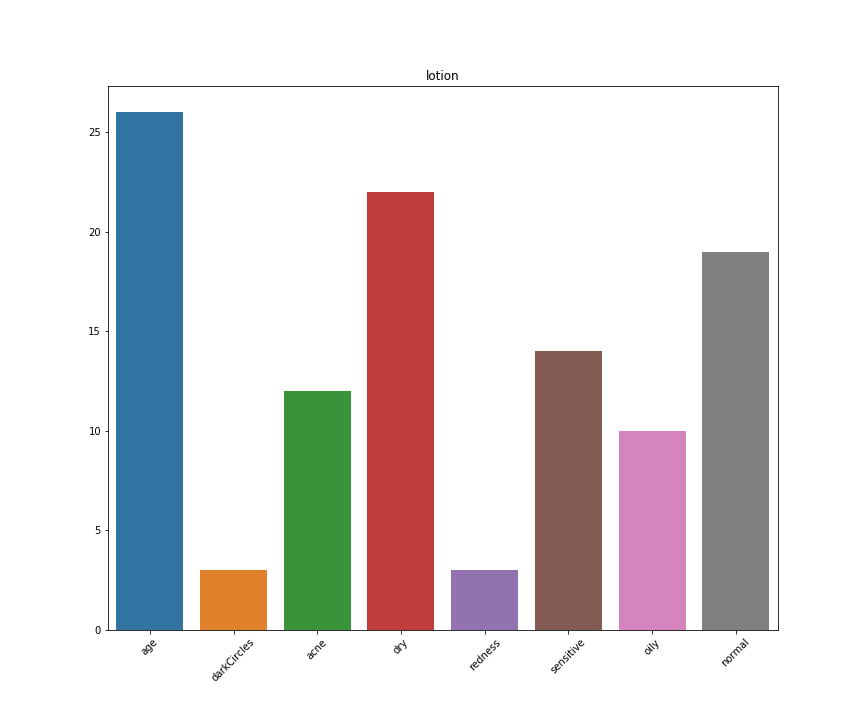 lotion
25
20
15
10
5
0
age
darkCircles
acne
dry
redness
sensitive
oily
normal